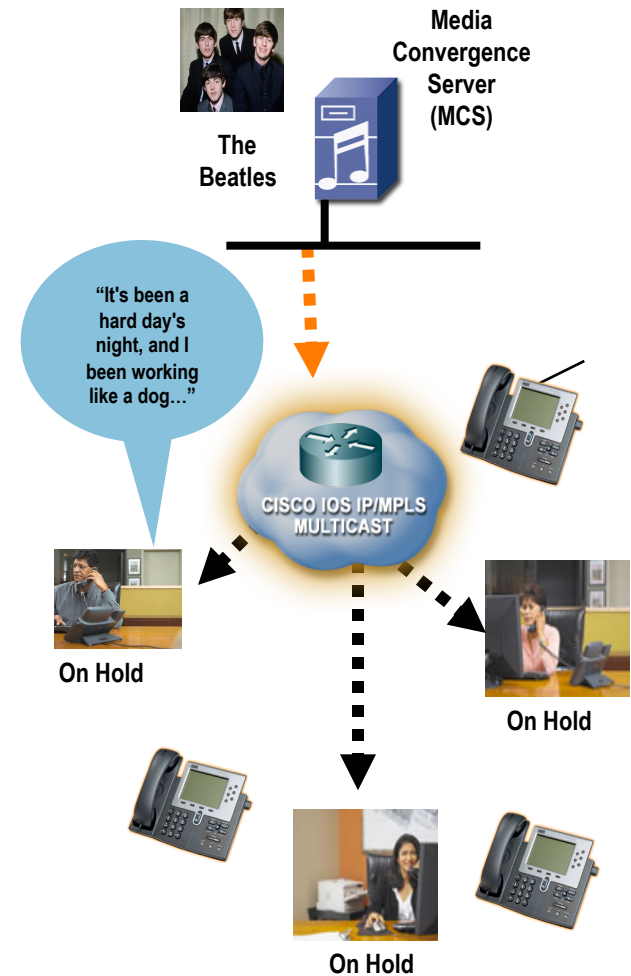 Media
Convergence
Server
(MCS)
The
Beatles
“It's been a
hard day's
night, and I
been working
like a dog…”
CISCO IOS IP/MPLS
MULTICAST
On Hold
On Hold
On Hold